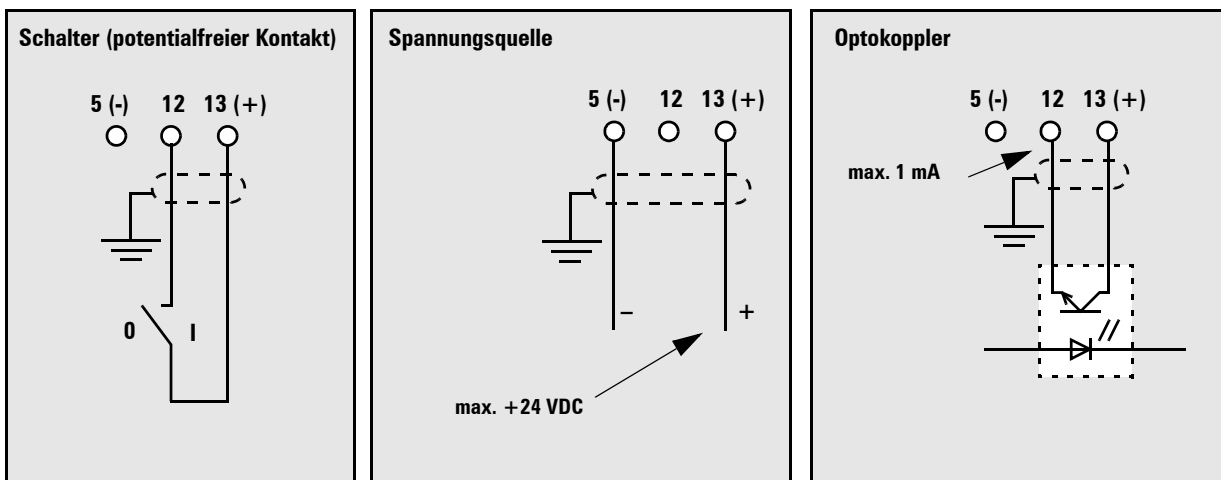 Schalter (potentialfreier Kontakt)
5 (-) 12 13 (+)
0 I
Spannungsquelle
5 (-) 12 13 (+)
– +
max. +24 VDC
Optokoppler
5 (-) 12 13 (+)
max. 1 mA